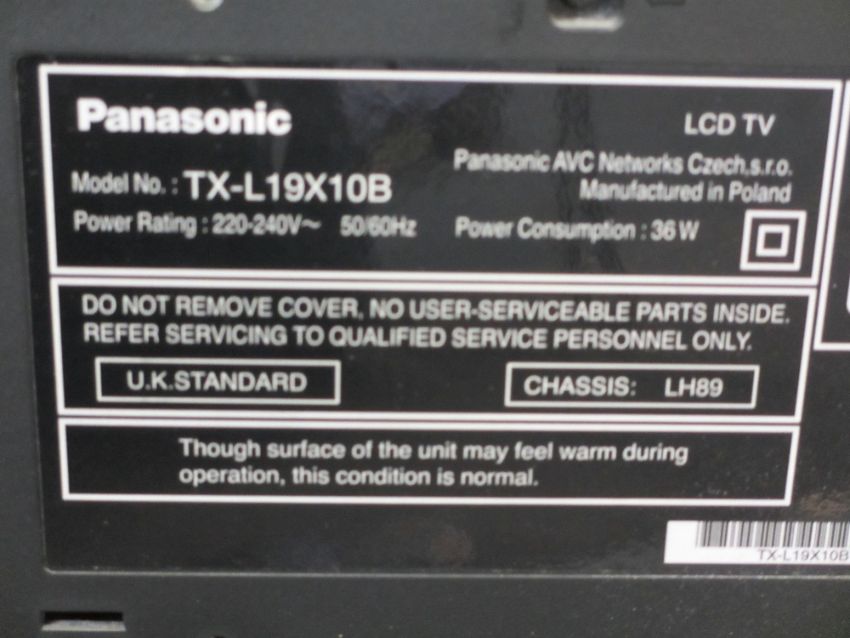 Panasonic
LCD TV
Panasonic AVC Networks Czech,s.r.o.
Model No. : TX-L19X10B
Manufactured in Poland
Power Rating : 220-240V~ 50/60Hz
Power Consumption : 36 W
DO NOT REMOVE COVER. NO USER-SERVICEABLE PARTS INSIDE.
REFER SERVICING TO QUALIFIED SERVICE PERSONNEL ONLY.
U.K.STANDARD
CHASSIS: LH89
Though surface of the unit may feel warm during
operation, this condition is normal.
TX-L19X10B